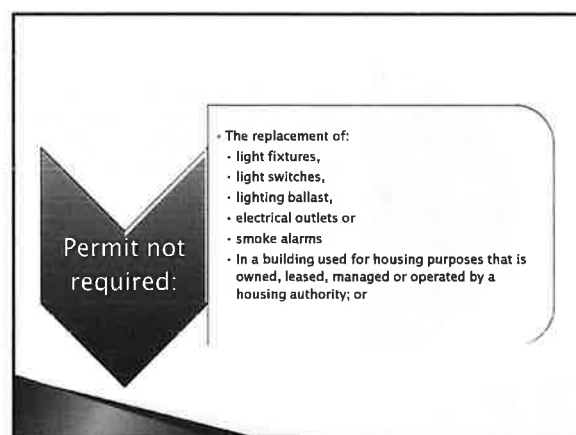 Permit not
required:
• The replacement of:
• light fixtures,
• light switches,
• lighting ballast,
• electrical outlets or
• smoke alarms
• In a building used for housing purposes that is
owned, leased, managed or operated by a
housing authority; or